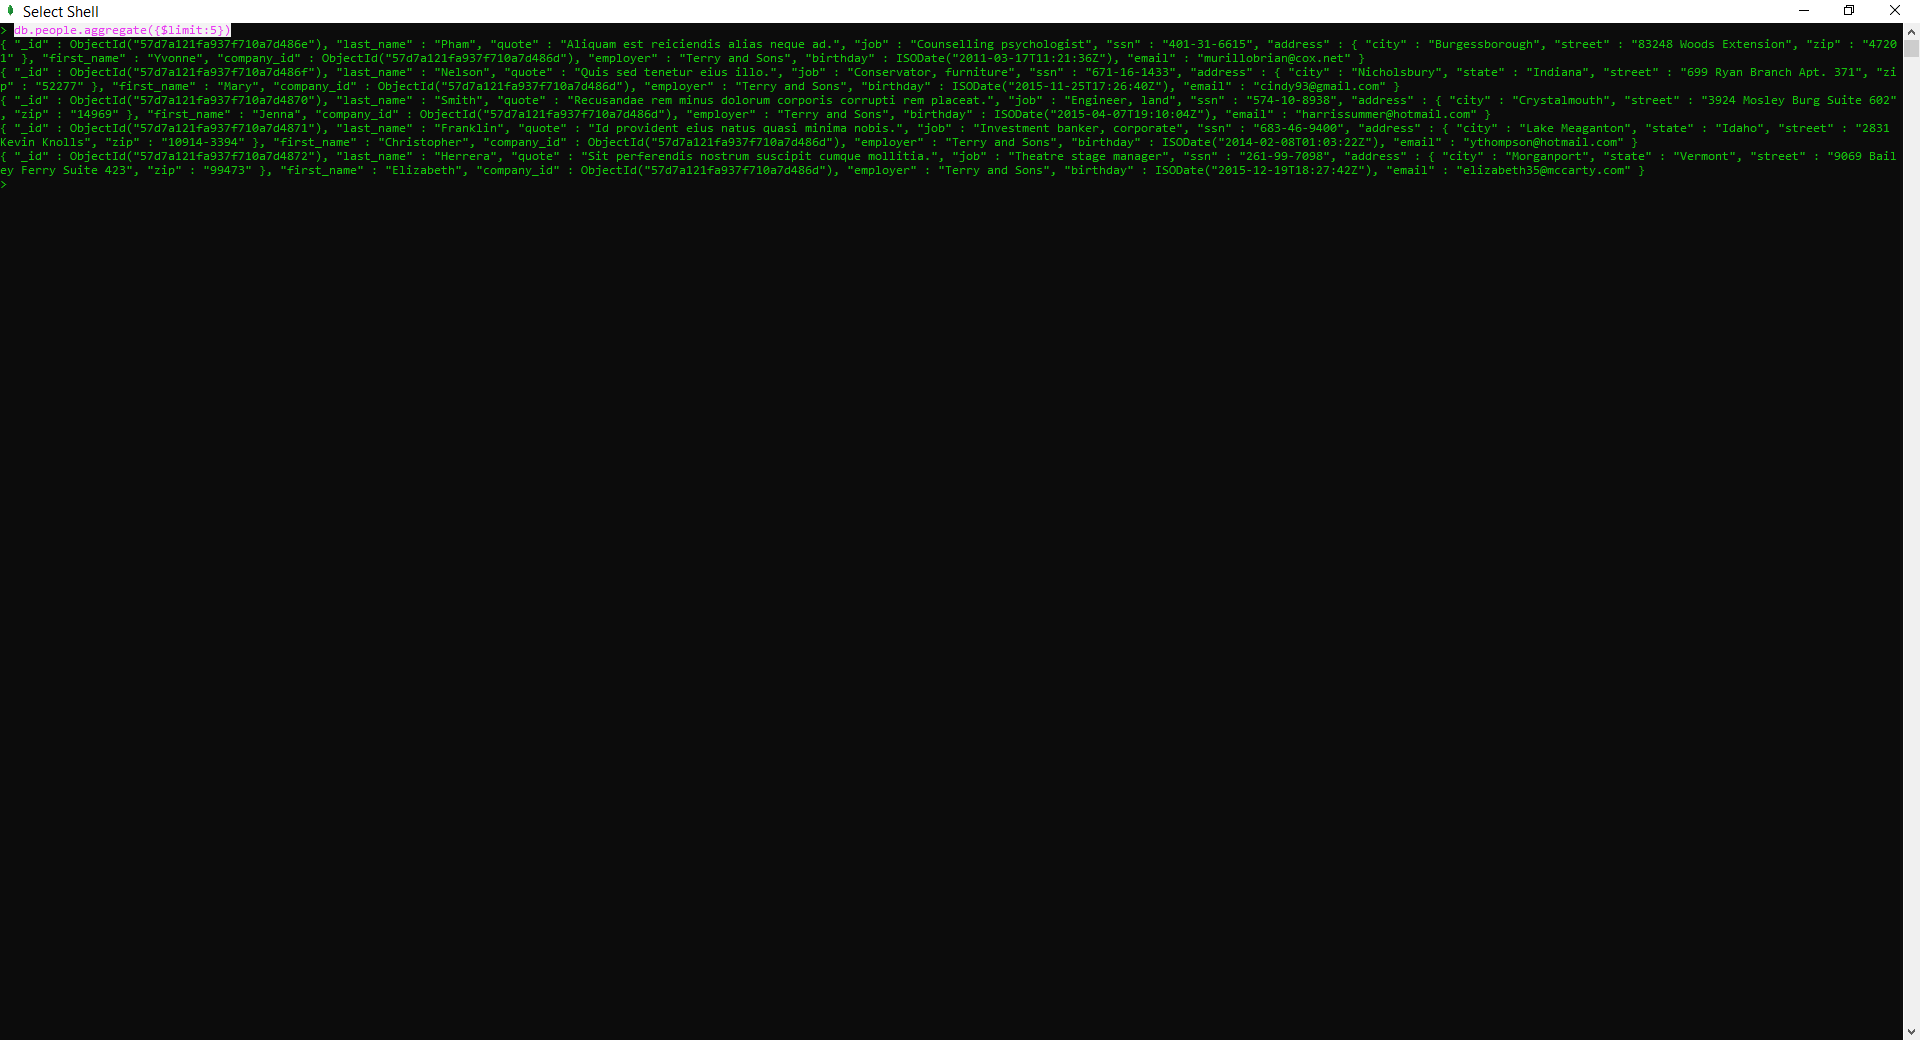 Select Shell
> db.people.aggregate({$limit:5})
{ "_id" : ObjectId("57d7a121fa937f710a7d486e"), "last_name" : "Pham", "quote" : "Aliquam est reiciendis alias neque ad.", "job" : "Counselling psychologist", "ssn" : "401-31-6615", "address" : { "city" : "Burgessborough", "street" : "83248 Woods Extension", "zip" : "4720
1" }, "first_name" : "Yvonne", "company_id" : ObjectId("57d7a121fa937f710a7d486d"), "employer" : "Terry and Sons", "birthday" : ISODate("2011-03-17T11:21:36Z"), "email" : "murillobrian@cox.net" }
{ "_id" : ObjectId("57d7a121fa937f710a7d486f"), "last_name" : "Nelson", "quote" : "Quis sed tenetur eius illo.", "job" : "Conservator, furniture", "ssn" : "671-16-1433", "address" : { "city" : "Nicholsbury", "state" : "Indiana", "street" : "699 Ryan Branch Apt. 371", "zi
p" : "52277" }, "first_name" : "Mary", "company_id" : ObjectId("57d7a121fa937f710a7d486d"), "employer" : "Terry and Sons", "birthday" : ISODate("2015-11-25T17:26:40Z"), "email" : "cindy93@gmail.com" }
{ "_id" : ObjectId("57d7a121fa937f710a7d4870"), "last_name" : "Smith", "quote" : "Recusandae rem minus dolorum corporis corrupti rem placeat.", "job" : "Engineer, land", "ssn" : "574-10-8938", "address" : { "city" : "Crystalmouth", "street" : "3924 Mosley Burg Suite 602"
, "zip" : "14969" }, "first_name" : "Jenna", "company_id" : ObjectId("57d7a121fa937f710a7d486d"), "employer" : "Terry and Sons", "birthday" : ISODate("2015-04-07T19:10:04Z"), "email" : "harrissummer@hotmail.com" }
{ "_id" : ObjectId("57d7a121fa937f710a7d4871"), "last_name" : "Franklin", "quote" : "Id provident eius natus quasi minima nobis.", "job" : "Investment banker, corporate", "ssn" : "683-46-9400", "address" : { "city" : "Lake Meaganton", "state" : "Idaho", "street" : "2831
Kevin Knolls", "zip" : "10914-3394" }, "first_name" : "Christopher", "company_id" : ObjectId("57d7a121fa937f710a7d486d"), "employer" : "Terry and Sons", "birthday" : ISODate("2014-02-08T01:03:22Z"), "email" : "ythompson@hotmail.com" }
{ "_id" : ObjectId("57d7a121fa937f710a7d4872"), "last_name" : "Herrera", "quote" : "Sit perferendis nostrum suscipit cumque mollitia.", "job" : "Theatre stage manager", "ssn" : "261-99-7098", "address" : { "city" : "Morganport", "state" : "Vermont", "street" : "9069 Bail
ey Ferry Suite 423", "zip" : "99473" }, "first_name" : "Elizabeth", "company_id" : ObjectId("57d7a121fa937f710a7d486d"), "employer" : "Terry and Sons", "birthday" : ISODate("2015-12-19T18:27:42Z"), "email" : "elizabeth35@mccarty.com" }
>